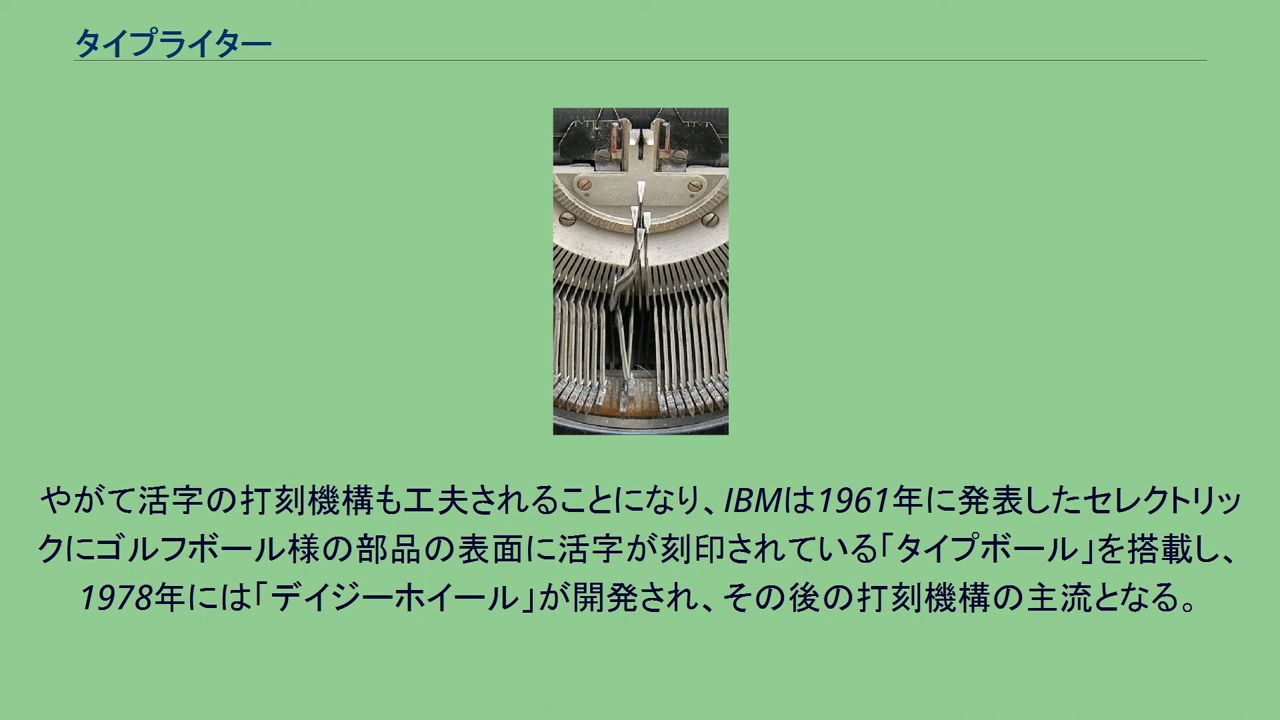 タイプライター
やがて活字の打刻機構も工夫されることになり、IBMは1961年に発表したセレクトリッ
クにゴルフボール様の部品の表面に活字が刻印されている「タイプボール」を搭載し、
1978年には「デイジーホイール」が開発され、その後の打刻機構の主流となる。